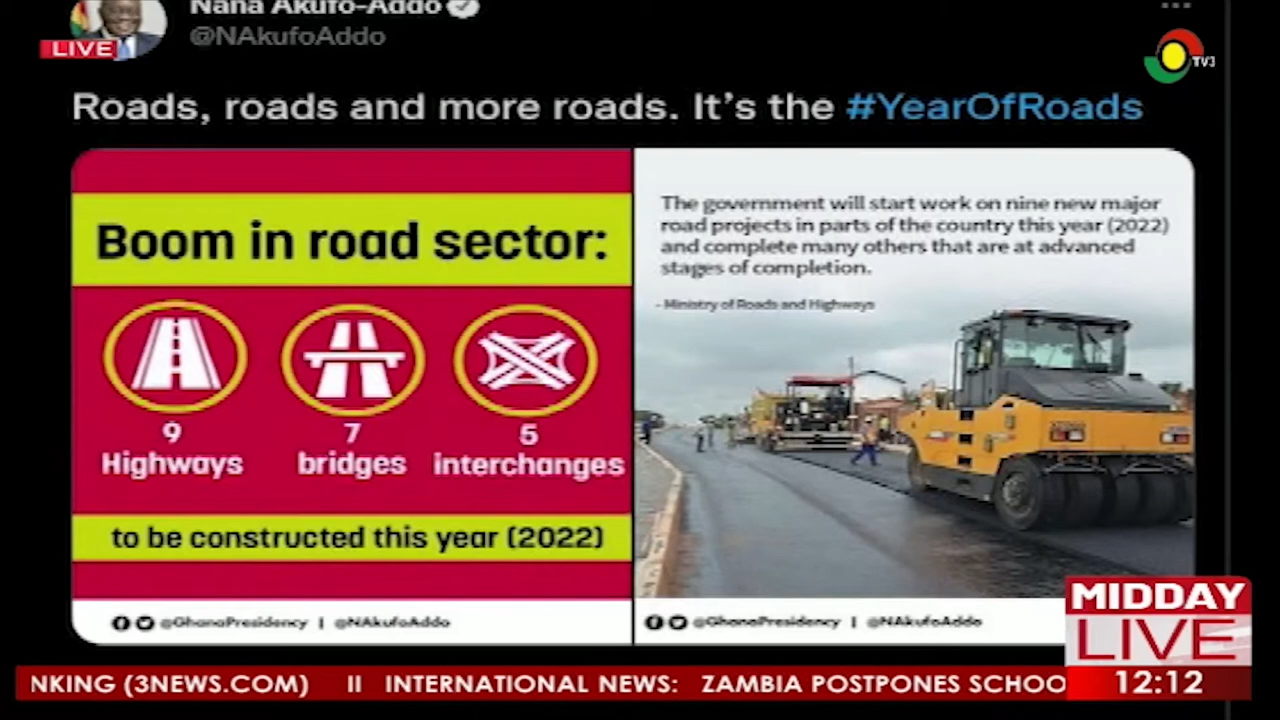 Nana Akufo-Addo
@NAkufoAddo
LIVE
TV3
Roads, roads and more roads. It's the #YearOfRoads
Boom in road sector:
9
Highways
7
bridges
5
interchanges
to be constructed this year (2022)
@GhanaPresidency | @NAkufoAddo
The government will start work on nine new major
road projects in parts of the country this year (2022)
and complete many others that are at advanced
stages of completion.
- Ministry of Roads and Highways
@GhanaPresidency | @NAkufoAddo
MIDDAY
LIVE
12:12
NKING (3NEWS.COM) II INTERNATIONAL NEWS: ZAMBIA POSTPONES SCHOO